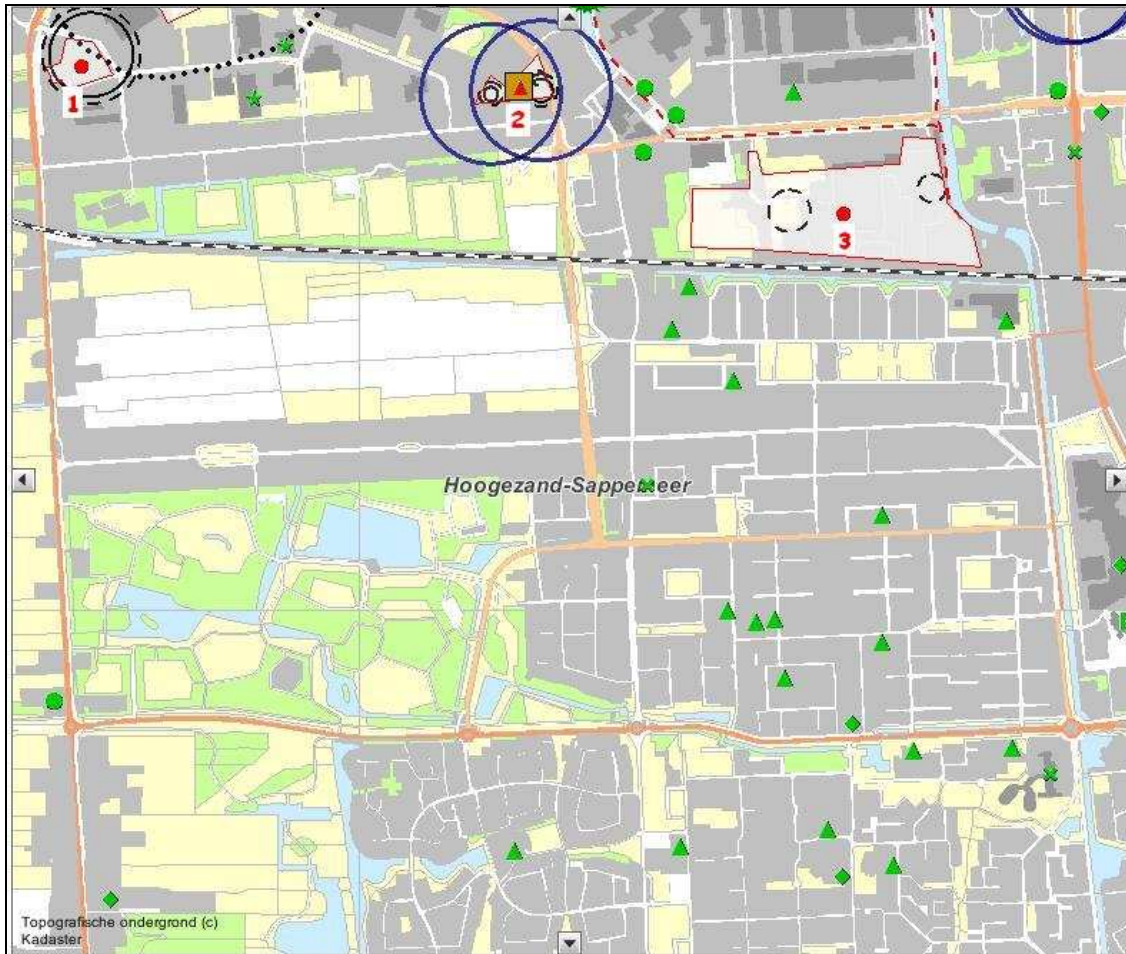 1
2
3
Hoogezand-Sappemeer
Topografische ondergrond (c)
Kadaster